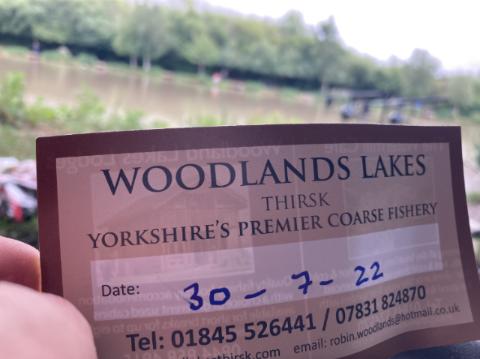 WOODLANDS LAKES
THIRSK
YORKSHIRE'S PREMIER COARSE FISHERY
Date: 30-7-22
Tel: 01845 526441 / 07831 824870
email: robin.woodlands@hotmail.co.uk